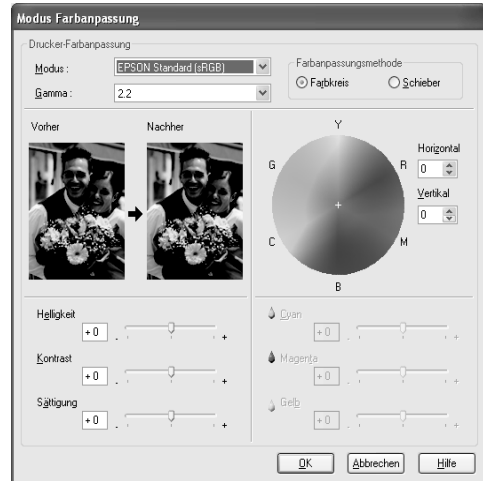 Modus Farbanpassung
Drucker-Farbanpassung
Modus :
EPSON Standard (sRGB)
Gamma :
2.2
Farbanpassungsmethode
Farbkreis
Schieber
Vorher
Nachher
Y
G
R
C
M
B
Horizontal
0
Vertikal
0
Helligkeit
+ 0
- +
Kontrast
+ 0
- +
Sättigung
+ 0
- +
Cyan
+ 0
- +
Magenta
+ 0
- +
Gelb
+ 0
- +
OK
Abbrechen
Hilfe